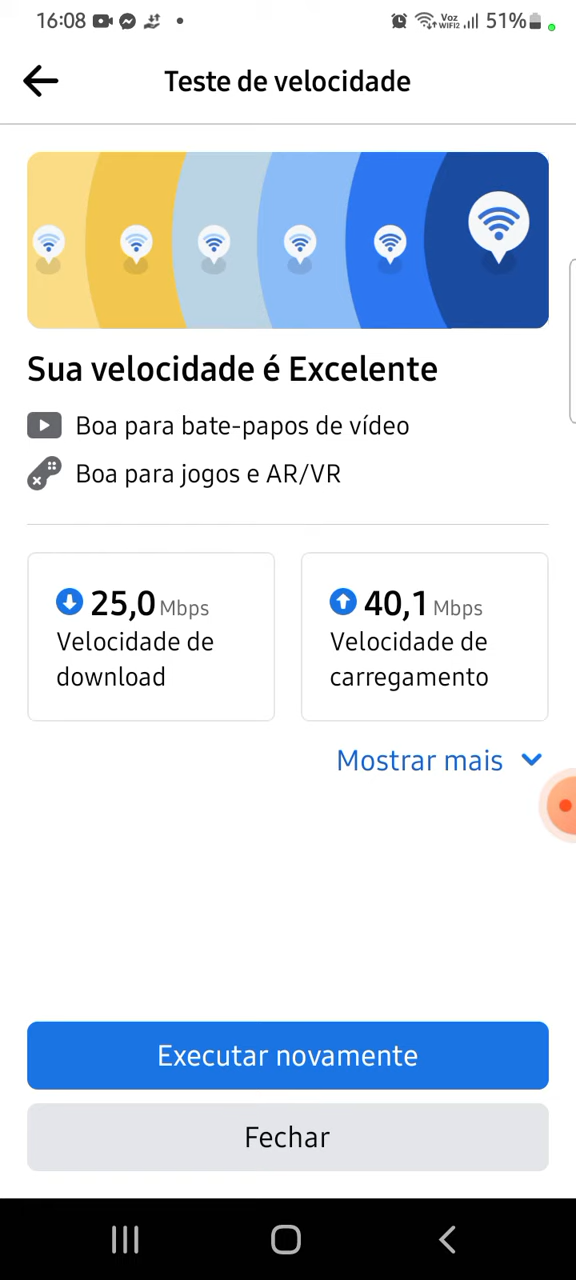 16:08 Voz WIFI2 51%
Teste de velocidade
Sua velocidade é Excelente
Boa para bate-papos de vídeo
Boa para jogos e AR/VR
25,0 Mbps
Velocidade de
download
40,1 Mbps
Velocidade de
carregamento
Mostrar mais
Executar novamente
Fechar